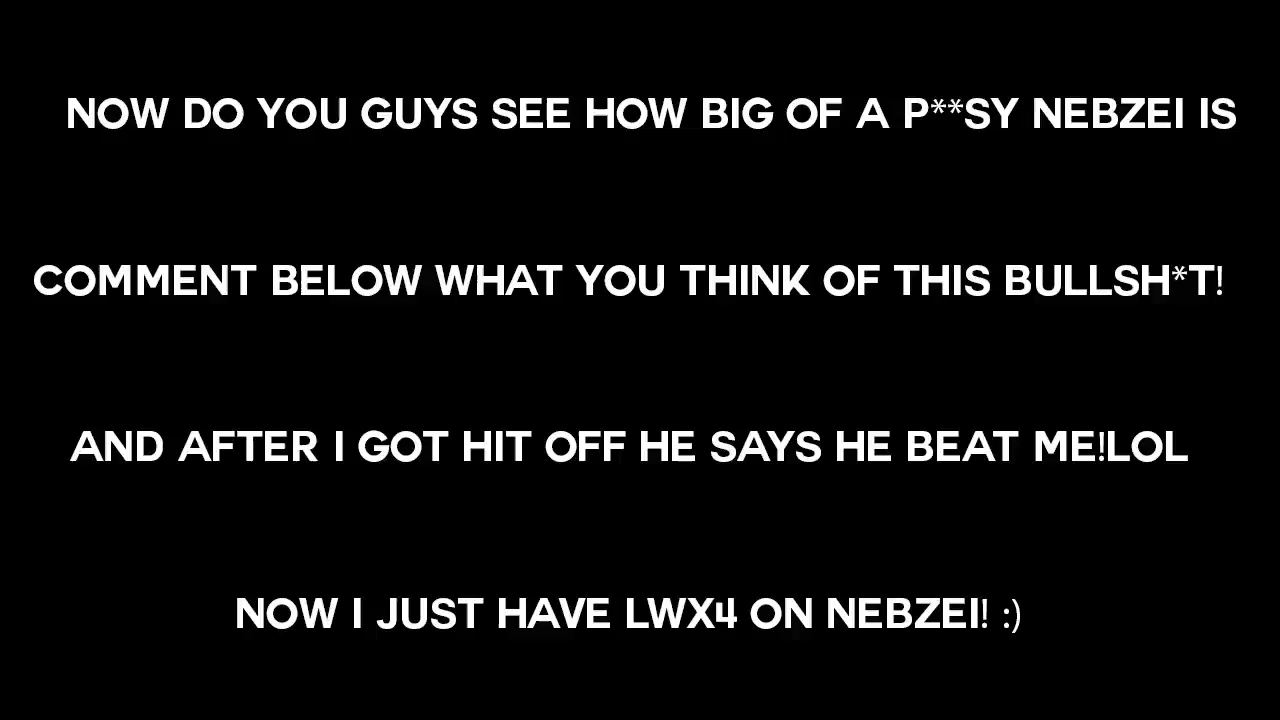 NOW DO YOU GUYS SEE HOW BIG OF A P**SY NEBZEI IS
COMMENT BELOW WHAT YOU THINK OF THIS BULLSH*T!
AND AFTER I GOT HIT OFF HE SAYS HE BEAT ME!LOL
NOW I JUST HAVE LWX4 ON NEBZEI! :)